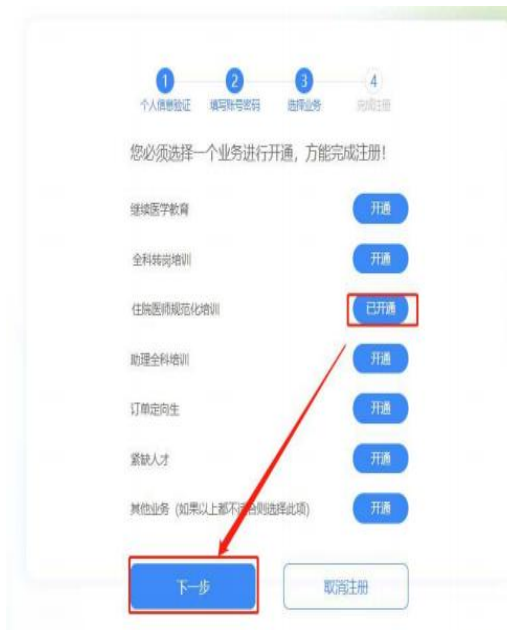 1 2 3 4
个人信息验证 填写账号密码 选择业务 完成注册
您必须选择一个业务进行开通，方能完成注册！
继续医学教育 开通
全科转岗培训 开通
住院医师规范化培训 已开通
助理全科培训 开通
订单定向生 开通
紧缺人才 开通
其他业务（如果以上都不适合则选择此项） 开通
下一步 取消注册